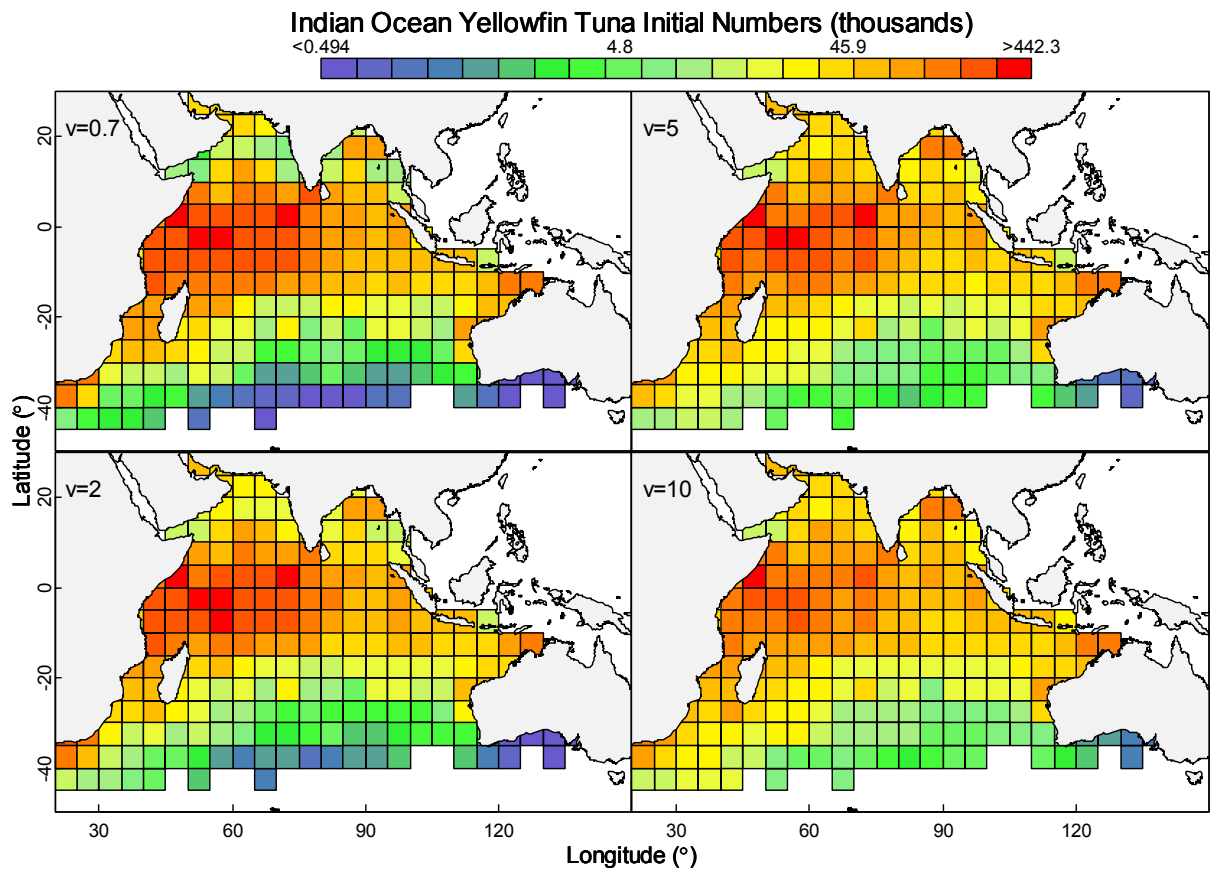 Indian Ocean Yellowfin Tuna Initial Numbers (thousands)
<0.494 4.8 45.9 >442.3
v=0.7 v=5
20
0
-20
-40
Latitude (°)
v=2 v=10
20
0
-20
-40
30 60 90 120 30 60 90 120
Longitude (°)